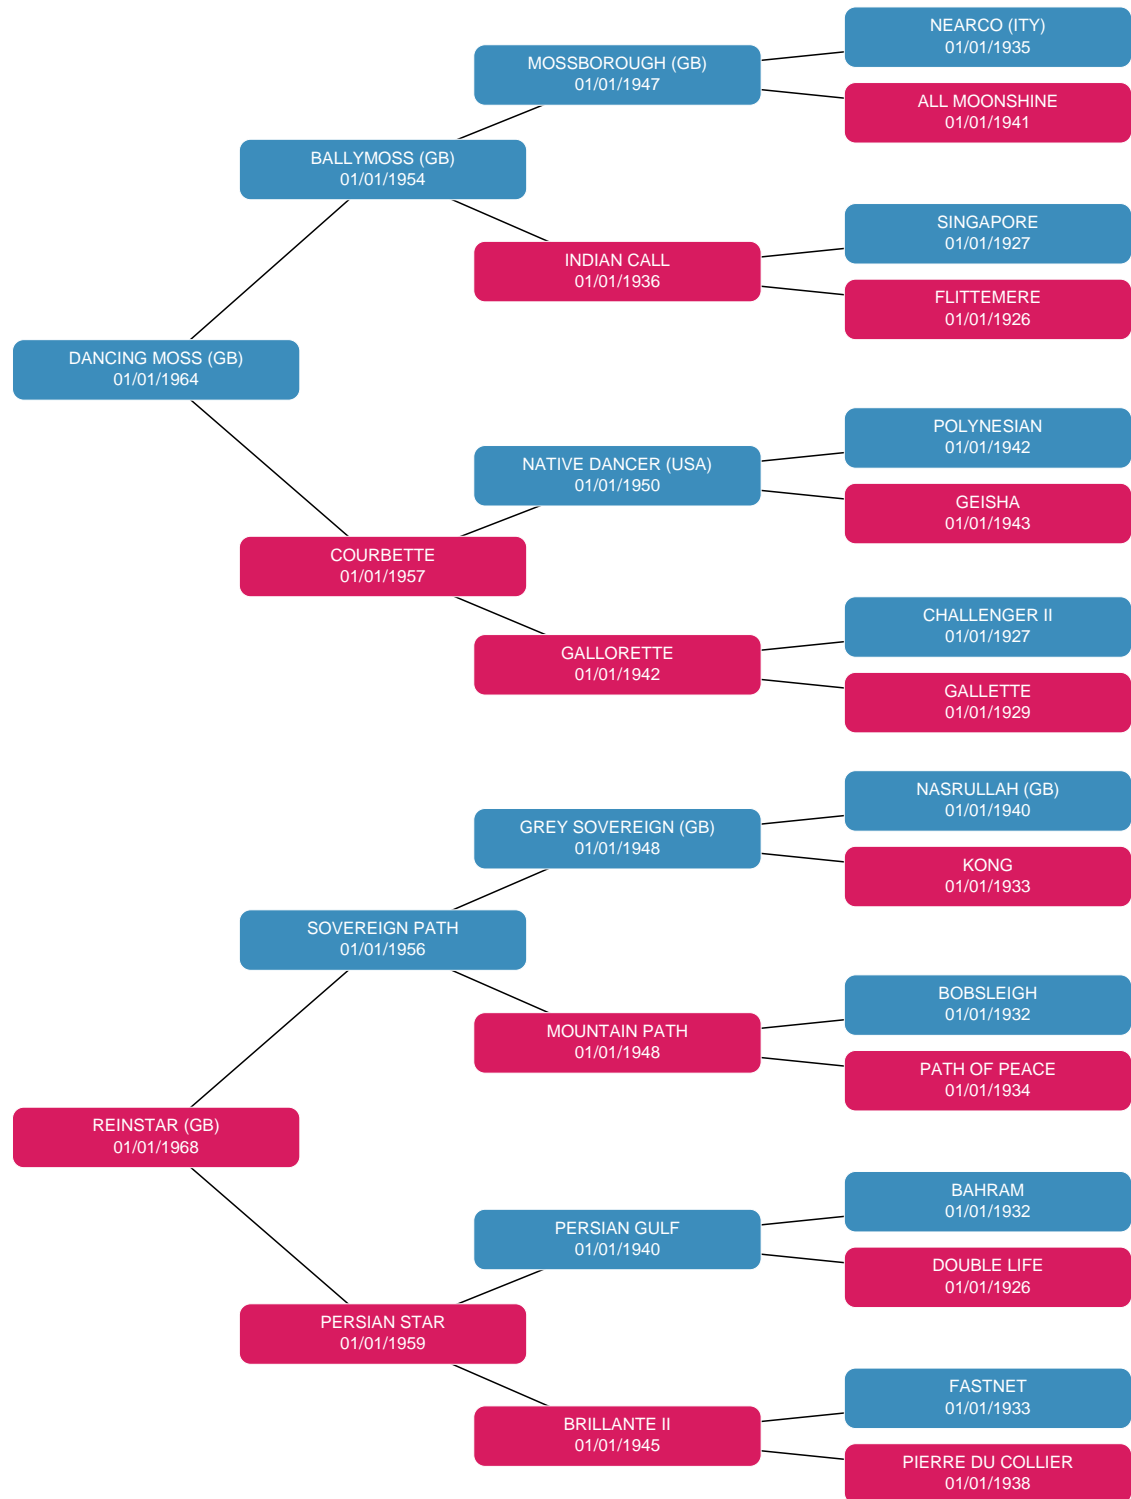 NEARCO (ITY)
01/01/1935
MOSSBOROUGH (GB)
01/01/1947
ALL MOONSHINE
01/01/1941
BALLYMOSS (GB)
01/01/1954
SINGAPORE
01/01/1927
INDIAN CALL
01/01/1936
FLITTEMERE
01/01/1926
DANCING MOSS (GB)
01/01/1964
POLYNESIAN
01/01/1942
NATIVE DANCER (USA)
01/01/1950
GEISHA
01/01/1943
COURBETTE
01/01/1957
CHALLENGER II
01/01/1927
GALLORETTE
01/01/1942
GALLETTE
01/01/1929
NASRULLAH (GB)
01/01/1940
GREY SOVEREIGN (GB)
01/01/1948
KONG
01/01/1933
SOVEREIGN PATH
01/01/1956
BOBSLEIGH
01/01/1932
MOUNTAIN PATH
01/01/1948
PATH OF PEACE
01/01/1934
REINSTAR (GB)
01/01/1968
BAHRAM
01/01/1932
PERSIAN GULF
01/01/1940
DOUBLE LIFE
01/01/1926
PERSIAN STAR
01/01/1959
FASTNET
01/01/1933
BRILLANTE II
01/01/1945
PIERRE DU COLLIER
01/01/1938